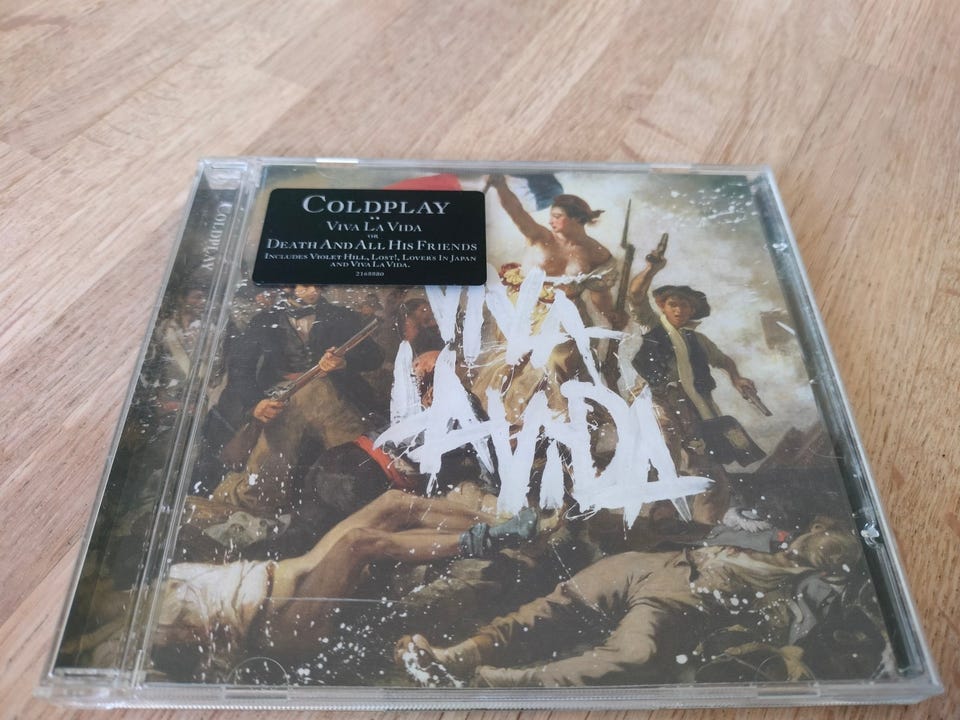 COLDPLAY
VIVA LA VIDA
OR
DEATH AND ALL HIS FRIENDS
INCLUDES VIOLET HILL, LOST!, LOVERS IN JAPAN
AND VIVA LA VIDA.
2168880
COLDPLAY
VIVA
LA VIDA